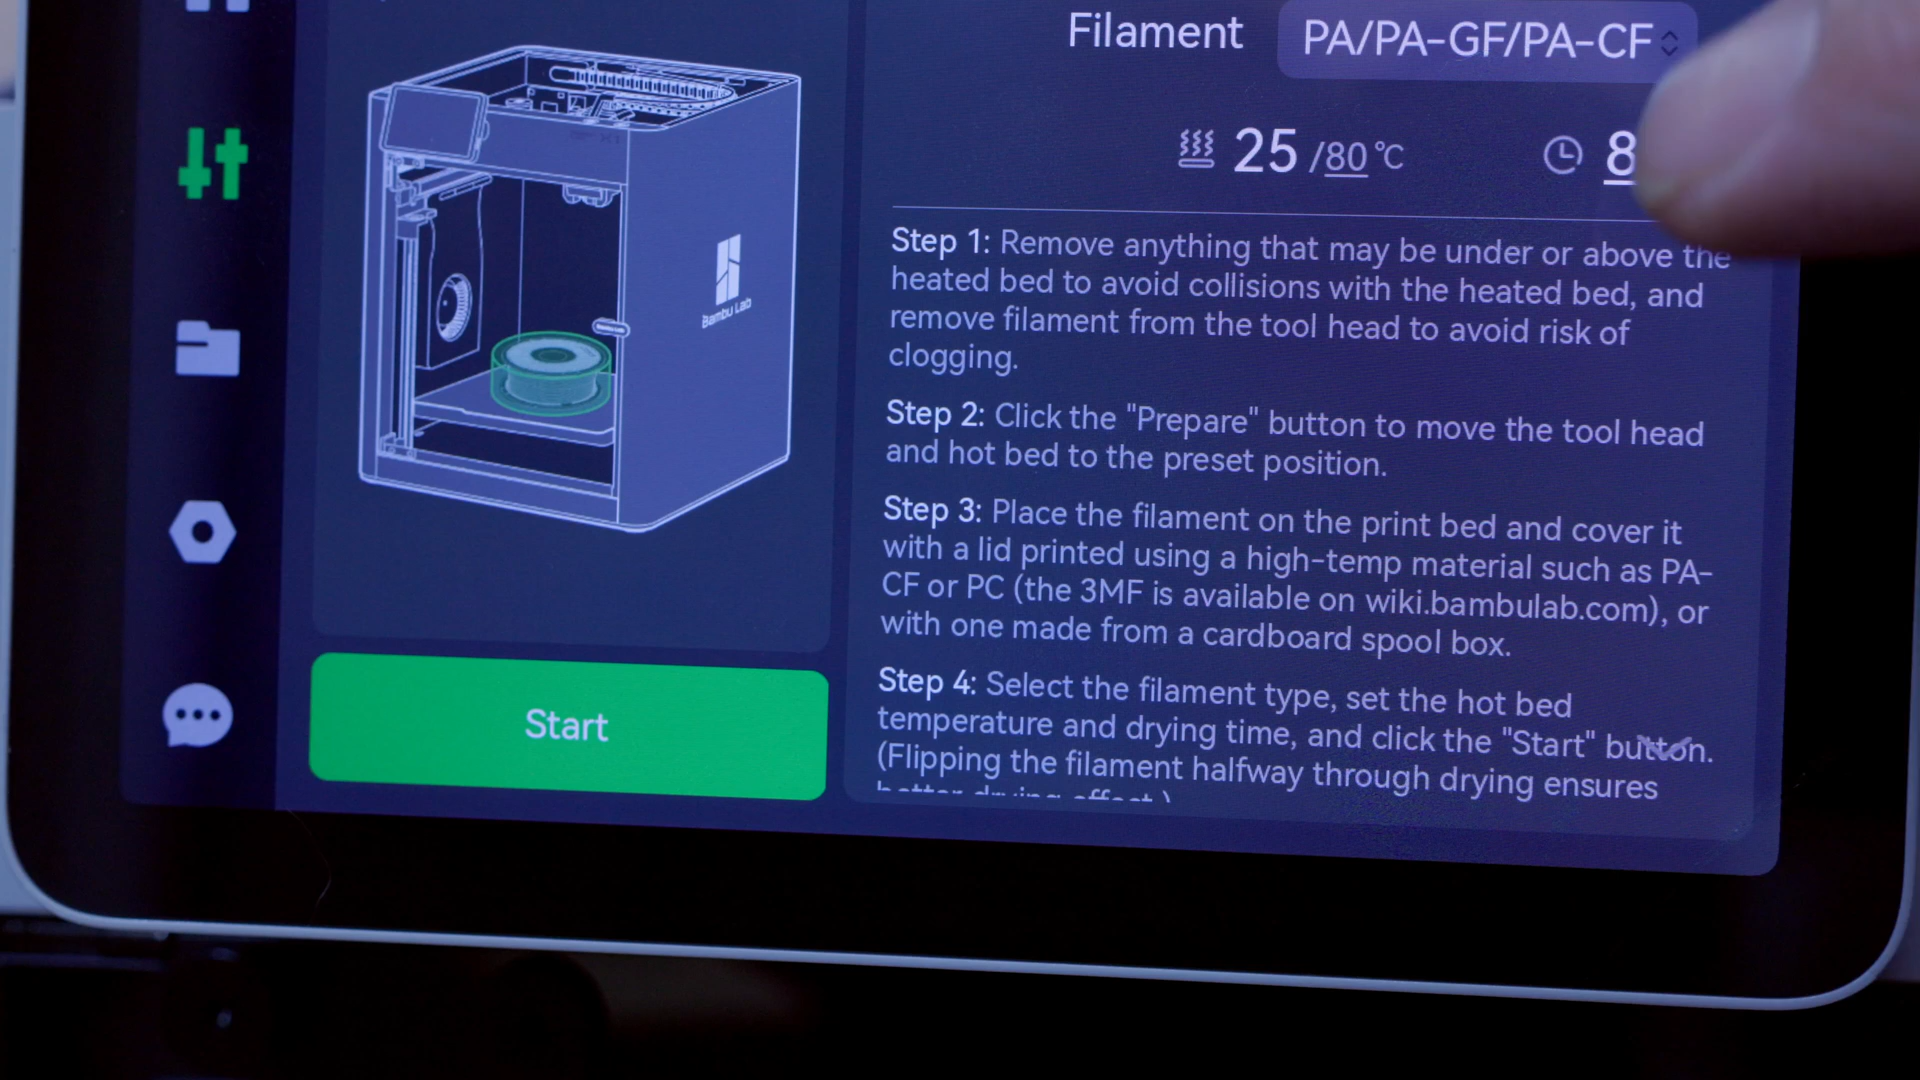 Filament PA/PA-GF/PA-CF
25 /80 °C 8
Step 1: Remove anything that may be under or above the
heated bed to avoid collisions with the heated bed, and
remove filament from the tool head to avoid risk of
clogging.
Step 2: Click the "Prepare" button to move the tool head
and hot bed to the preset position.
Step 3: Place the filament on the print bed and cover it
with a lid printed using a high-temp material such as PA-
CF or PC (the 3MF is available on wiki.bambulab.com), or
with one made from a cardboard spool box.
Step 4: Select the filament type, set the hot bed
temperature and drying time, and click the "Start" button.
(Flipping the filament halfway through drying ensures
better drying effect.)
Bambu Lab
Start